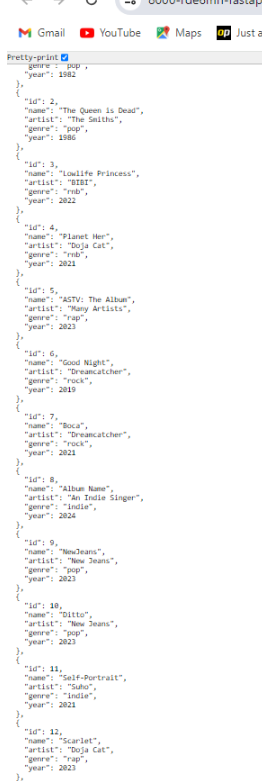 Gmail YouTube Maps Just a
Pretty-print
"genre": "pop",
"year": 1982
},
{
"id": 2,
"name": "The Queen is Dead",
"artist": "The Smiths",
"genre": "pop",
"year": 1986
},
{
"id": 3,
"name": "Lowlife Princess",
"artist": "BIBI",
"genre": "rnb",
"year": 2022
},
{
"id": 4,
"name": "Planet Her",
"artist": "Doja Cat",
"genre": "rnb",
"year": 2021
},
{
"id": 5,
"name": "ASTV: The Album",
"artist": "Many Artists",
"genre": "rap",
"year": 2023
},
{
"id": 6,
"name": "Good Night",
"artist": "Dreamcatcher",
"genre": "rock",
"year": 2019
},
{
"id": 7,
"name": "Boca",
"artist": "Dreamcatcher",
"genre": "rock",
"year": 2021
},
{
"id": 8,
"name": "Album Name",
"artist": "An Indie Singer",
"genre": "indie",
"year": 2024
},
{
"id": 9,
"name": "NewJeans",
"artist": "New Jeans",
"genre": "pop",
"year": 2023
},
{
"id": 10,
"name": "Ditto",
"artist": "New Jeans",
"genre": "pop",
"year": 2023
},
{
"id": 11,
"name": "Self-Portrait",
"artist": "Suho",
"genre": "indie",
"year": 2021
},
{
"id": 12,
"name": "Scarlet",
"artist": "Doja Cat",
"genre": "rap",
"year": 2023
},